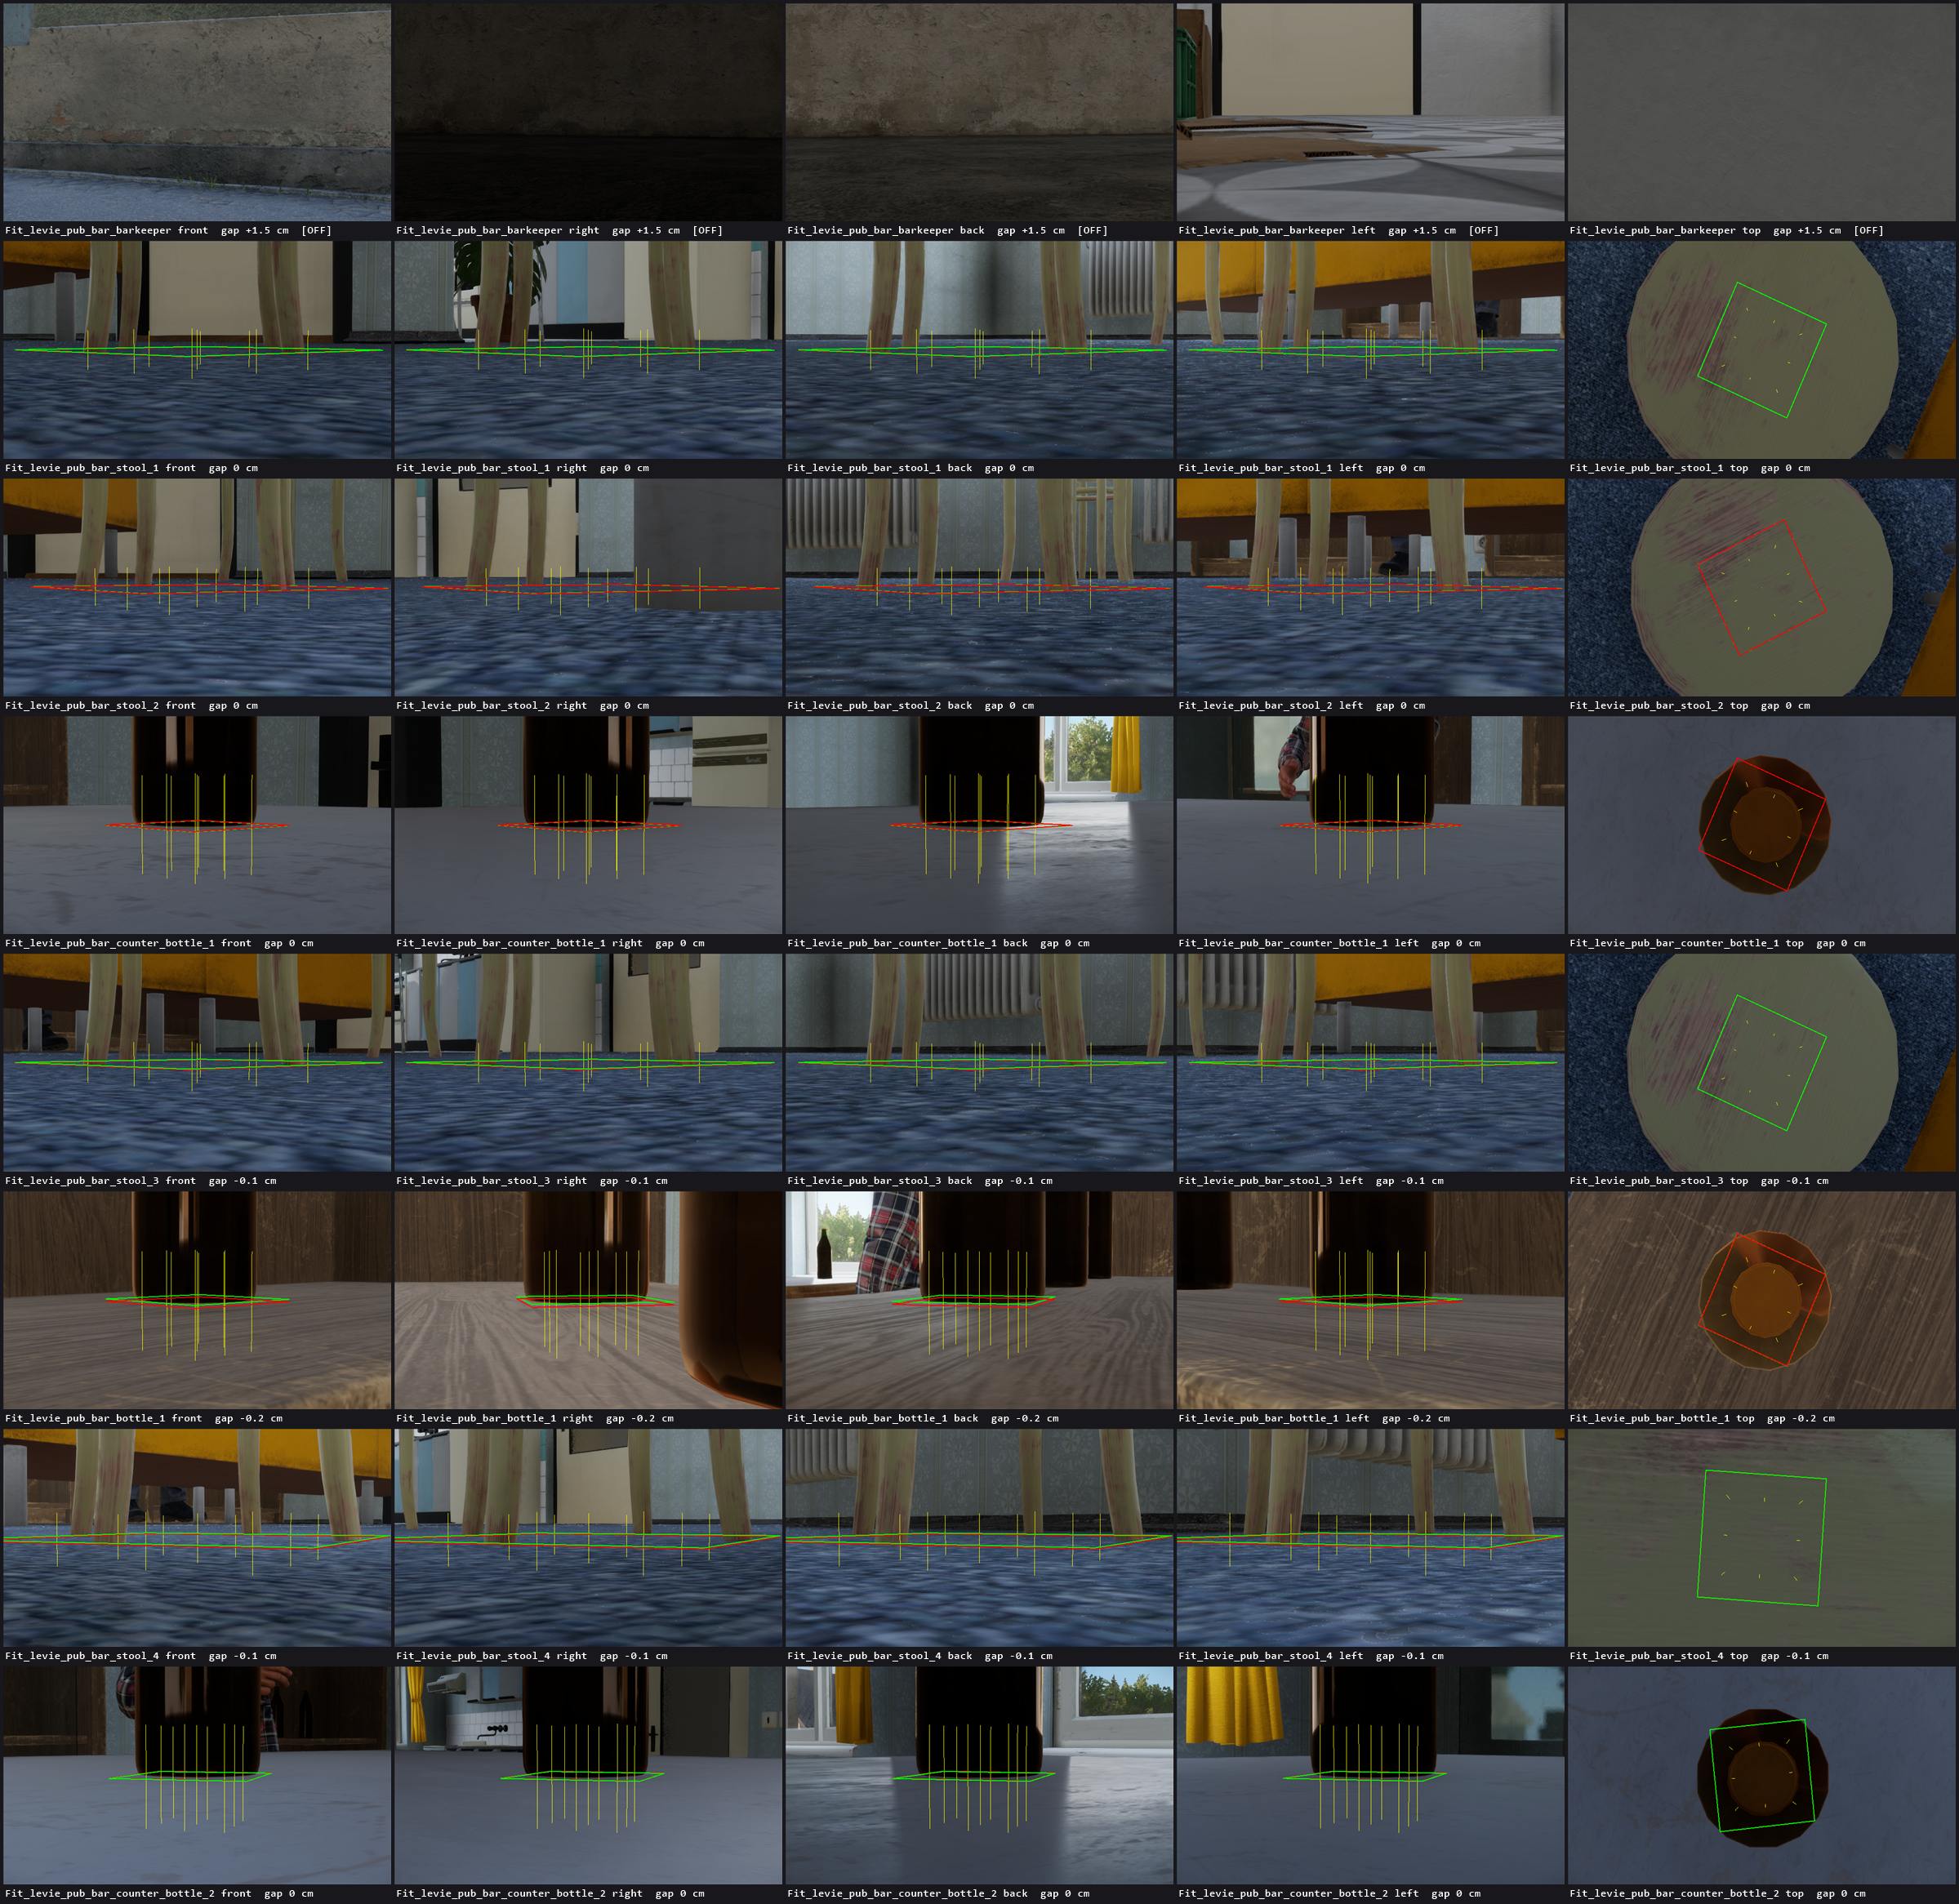 Fit_levie_pub_bar_barkeeper front gap +1.5 cm [OFF]
Fit_levie_pub_bar_barkeeper right gap +1.5 cm [OFF]
Fit_levie_pub_bar_barkeeper back gap +1.5 cm [OFF]
Fit_levie_pub_bar_barkeeper left gap +1.5 cm [OFF]
Fit_levie_pub_bar_barkeeper top gap +1.5 cm [OFF]
Fit_levie_pub_bar_stool_1 front gap 0 cm
Fit_levie_pub_bar_stool_1 right gap 0 cm
Fit_levie_pub_bar_stool_1 back gap 0 cm
Fit_levie_pub_bar_stool_1 left gap 0 cm
Fit_levie_pub_bar_stool_1 top gap 0 cm
Fit_levie_pub_bar_stool_2 front gap 0 cm
Fit_levie_pub_bar_stool_2 right gap 0 cm
Fit_levie_pub_bar_stool_2 back gap 0 cm
Fit_levie_pub_bar_stool_2 left gap 0 cm
Fit_levie_pub_bar_stool_2 top gap 0 cm
Fit_levie_pub_bar_counter_bottle_1 front gap 0 cm
Fit_levie_pub_bar_counter_bottle_1 right gap 0 cm
Fit_levie_pub_bar_counter_bottle_1 back gap 0 cm
Fit_levie_pub_bar_counter_bottle_1 left gap 0 cm
Fit_levie_pub_bar_counter_bottle_1 top gap 0 cm
Fit_levie_pub_bar_stool_3 front gap -0.1 cm
Fit_levie_pub_bar_stool_3 right gap -0.1 cm
Fit_levie_pub_bar_stool_3 back gap -0.1 cm
Fit_levie_pub_bar_stool_3 left gap -0.1 cm
Fit_levie_pub_bar_stool_3 top gap -0.1 cm
Fit_levie_pub_bar_bottle_1 front gap -0.2 cm
Fit_levie_pub_bar_bottle_1 right gap -0.2 cm
Fit_levie_pub_bar_bottle_1 back gap -0.2 cm
Fit_levie_pub_bar_bottle_1 left gap -0.2 cm
Fit_levie_pub_bar_bottle_1 top gap -0.2 cm
Fit_levie_pub_bar_stool_4 front gap -0.1 cm
Fit_levie_pub_bar_stool_4 right gap -0.1 cm
Fit_levie_pub_bar_stool_4 back gap -0.1 cm
Fit_levie_pub_bar_stool_4 left gap -0.1 cm
Fit_levie_pub_bar_stool_4 top gap -0.1 cm
Fit_levie_pub_bar_counter_bottle_2 front gap 0 cm
Fit_levie_pub_bar_counter_bottle_2 right gap 0 cm
Fit_levie_pub_bar_counter_bottle_2 back gap 0 cm
Fit_levie_pub_bar_counter_bottle_2 left gap 0 cm
Fit_levie_pub_bar_counter_bottle_2 top gap 0 cm